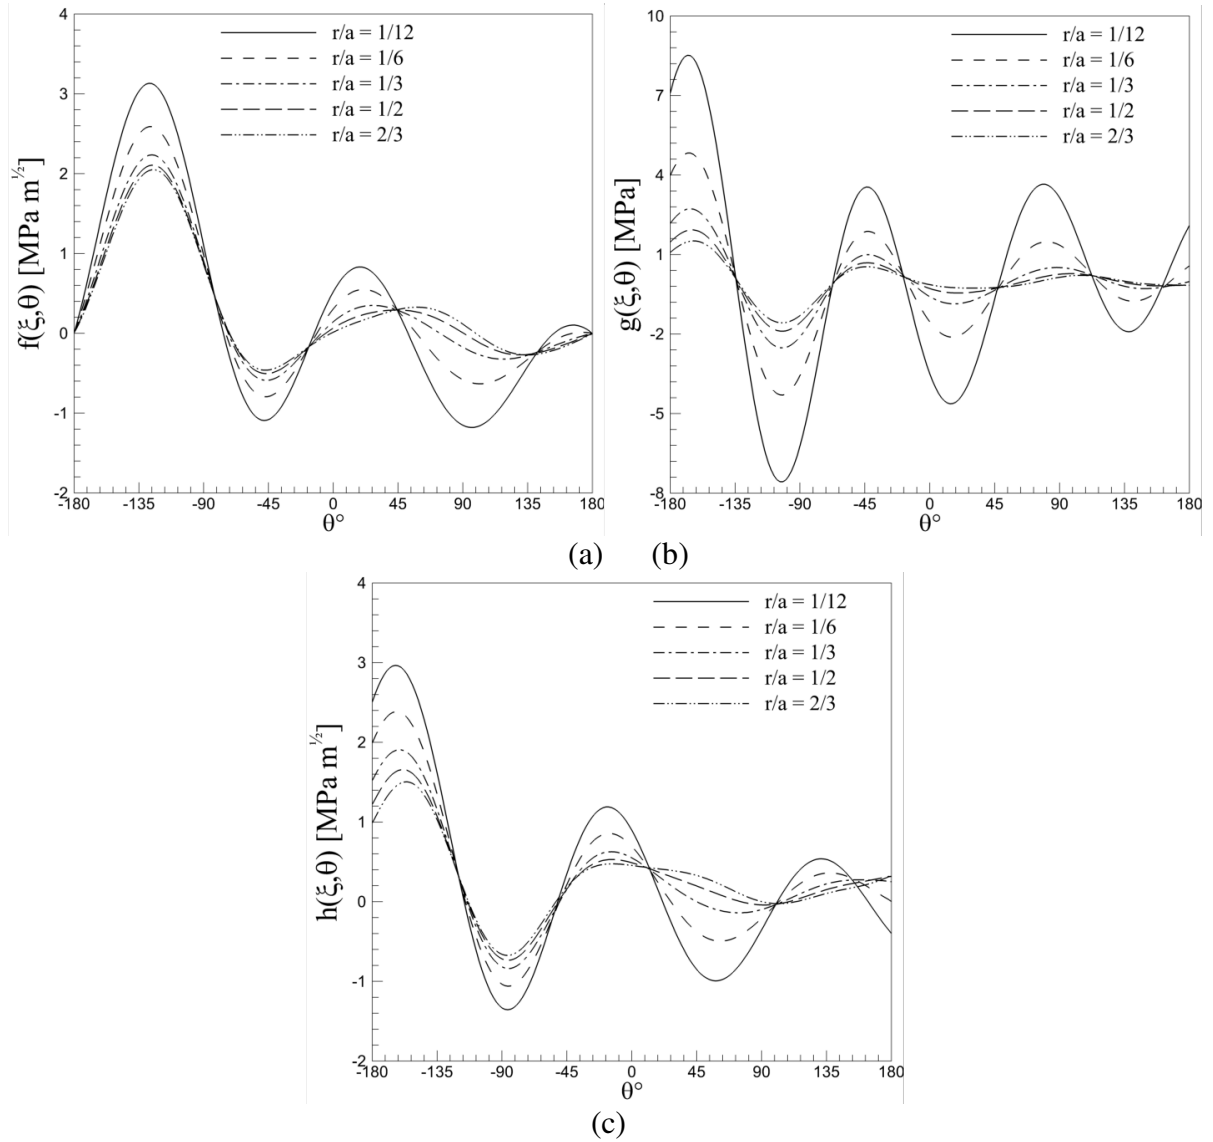 4
3
2
1
0
-1
-2
f(ξ,θ) [MPa m½]
r/a = 1/12
r/a = 1/6
r/a = 1/3
r/a = 1/2
r/a = 2/3
-180 -135 -90 -45 0 45 90 135 180
θ°
(a)
10
7
4
1
-2
-5
-8
g(ξ,θ) [MPa]
r/a = 1/12
r/a = 1/6
r/a = 1/3
r/a = 1/2
r/a = 2/3
-180 -135 -90 -45 0 45 90 135 180
θ°
(b)
4
3
2
1
0
-1
-2
h(ξ,θ) [MPa m½]
r/a = 1/12
r/a = 1/6
r/a = 1/3
r/a = 1/2
r/a = 2/3
-180 -135 -90 -45 0 45 90 135 180
θ°
(c)